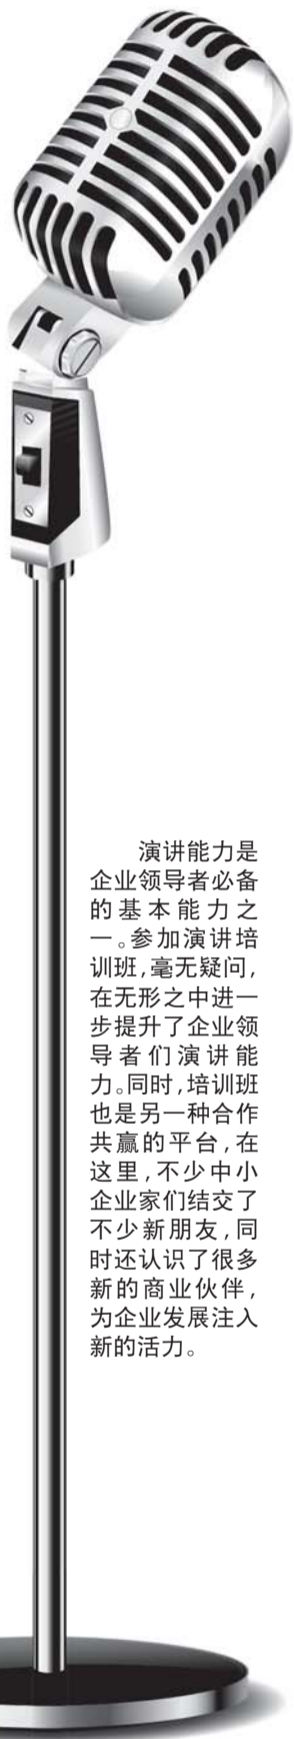 演讲能力是
企业领导者必备
的基本能力之
一。参加演讲培
训班,毫无疑问,
在无形之中进一
步提升了企业领
导者们演讲能
力。同时,培训班
也是另一种合作
共赢的平台,在
这里,不少中小
企业家们结交了
不少新朋友,同
时还认识了很多
新的商业伙伴,
为企业发展注入
新的活力。